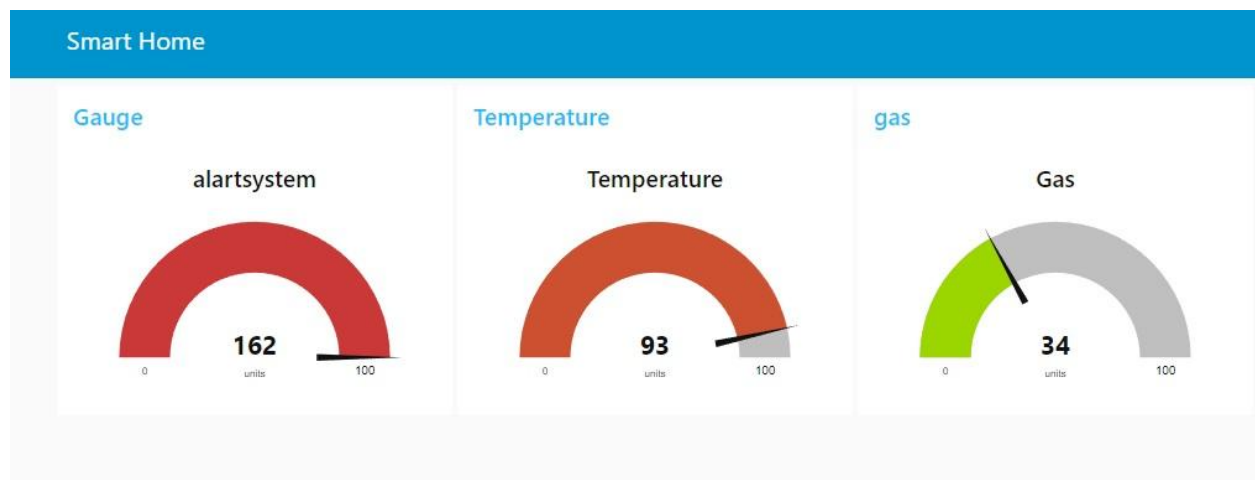 Smart Home
Gauge
alartsystem
162
0
units
100
Temperature
Temperature
93
0
units
100
gas
Gas
34
0
units
100